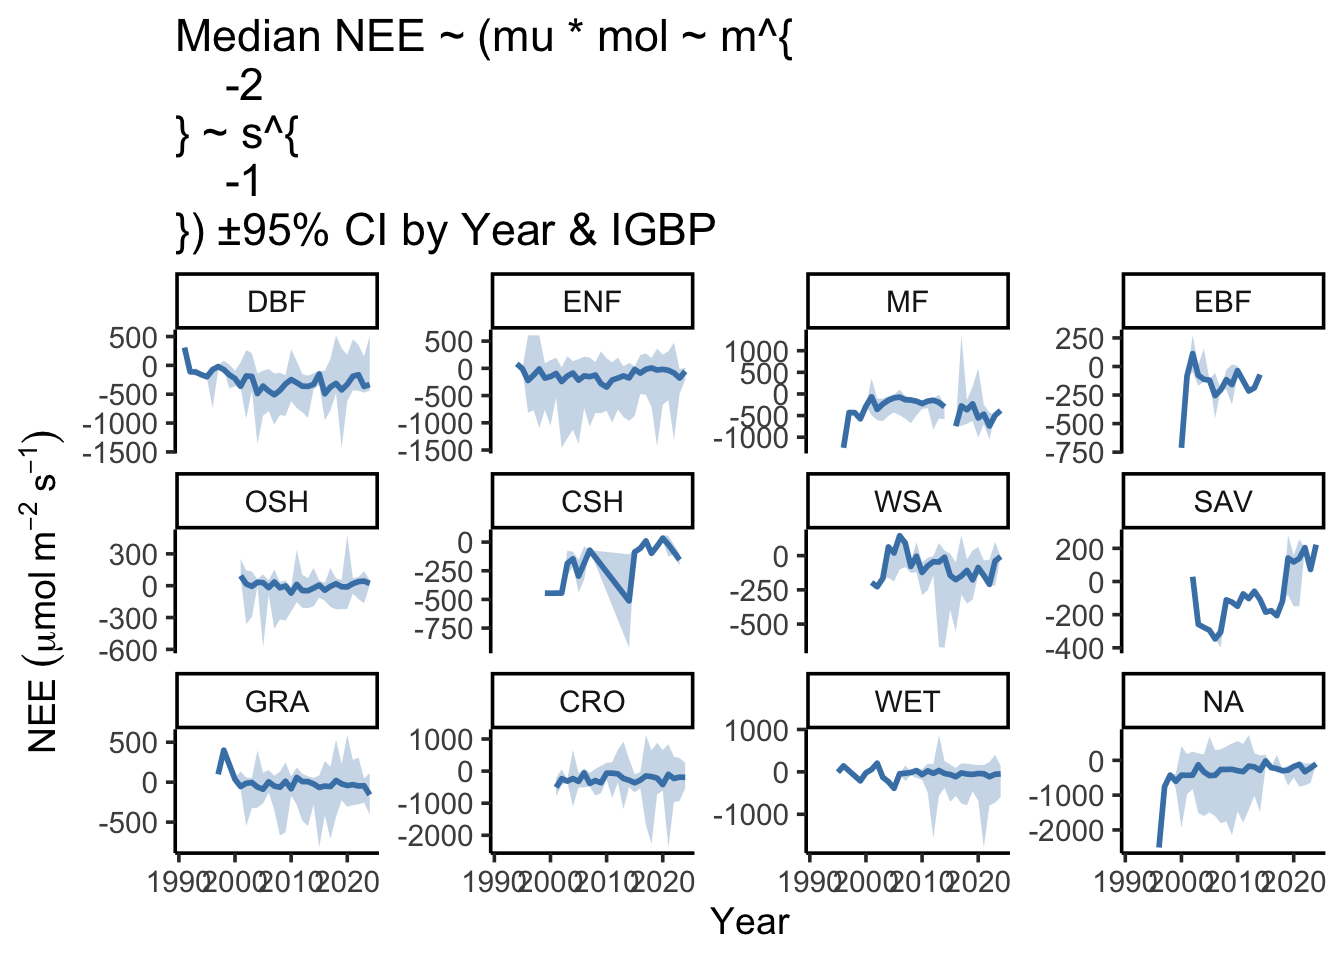 Median NEE ~ (mu * mol ~ m^{
-2
} ~ s^{
-1
}) ±95% CI by Year & IGBP
NEE (μmol m⁻² s⁻¹)
DBF
500
0
-500
-1000
-1500
ENF
500
0
-500
-1000
-1500
MF
1000
500
0
-500
-1000
EBF
250
0
-250
-500
-750
OSH
300
0
-300
-600
CSH
0
-250
-500
-750
WSA
0
-250
-500
SAV
200
0
-200
-400
GRA
500
0
-500
CRO
1000
0
-1000
-2000
WET
1000
0
-1000
NA
0
-1000
-2000
1990 2000 2010 2020
1990 2000 2010 2020
1990 2000 2010 2020
1990 2000 2010 2020
Year